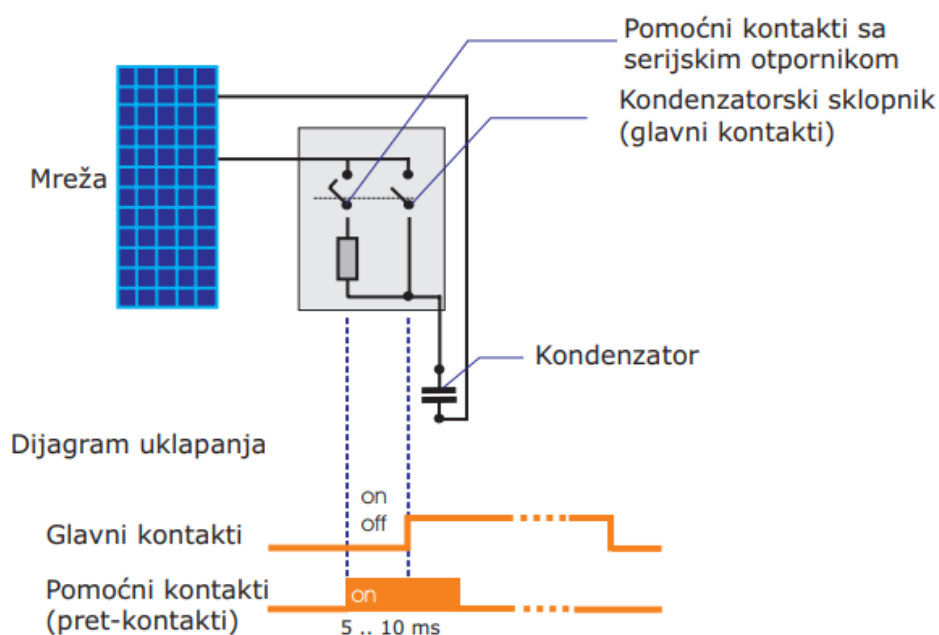 Pomoćni kontakti sa
serijskim otpornikom
Kondenzatorski sklopnik
(glavni kontakti)
Mreža
Kondenzator
Dijagram uklapanja
on
off
Glavni kontakti
Pomoćni kontakti
(pret-kontakti)
on
5 .. 10 ms